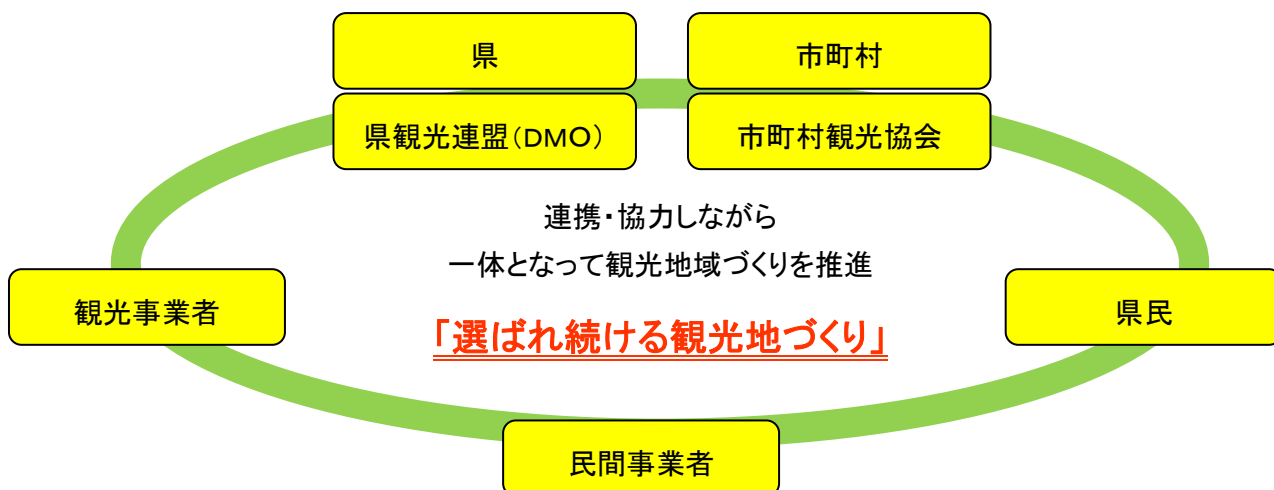 県
市町村
県観光連盟(DMO)
市町村観光協会
連携・協力しながら
一体となって観光地域づくりを推進
観光事業者
県民
「選ばれ続ける観光地づくり」
民間事業者